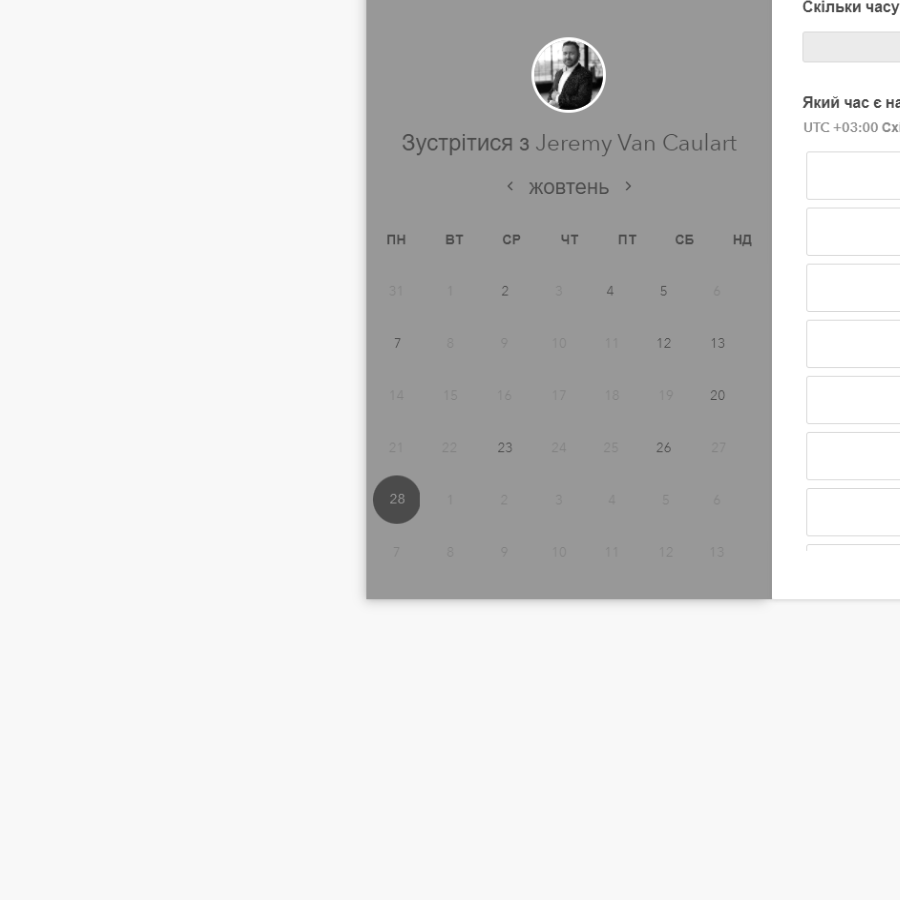 Скільки часу
Який час є на
UTC +03:00
Зустрітися з Jeremy Van Caulart
жовтень
ПН ВТ СР ЧТ ПТ СБ НД
31 1 2 3 4 5 6
7 8 9 10 11 12 13
14 15 16 17 18 19 20
21 22 23 24 25 26 27
28 1 2 3 4 5 6
7 8 9 10 11 12 13